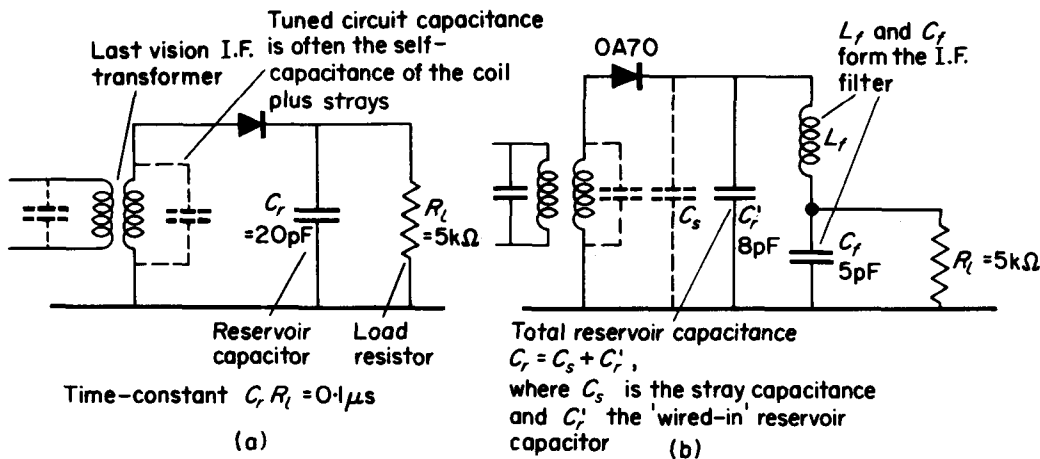 Last vision I.F.
transformer
Tuned circuit capacitance
is often the self-
capacitance of the coil
plus strays
C_r
=20pF
R_l
=5kΩ
Reservoir
capacitor
Load
resistor
Time-constant C_r R_l = 0·1μs
(a)
OA70
L_f and C_f
form the I.F.
filter
L_f
C_s
C_r'
8pF
C_f
5pF
R_l = 5kΩ
Total reservoir capacitance
C_r = C_s + C_r' ,
where C_s is the stray capacitance
and C_r' the 'wired-in' reservoir
capacitor
(b)